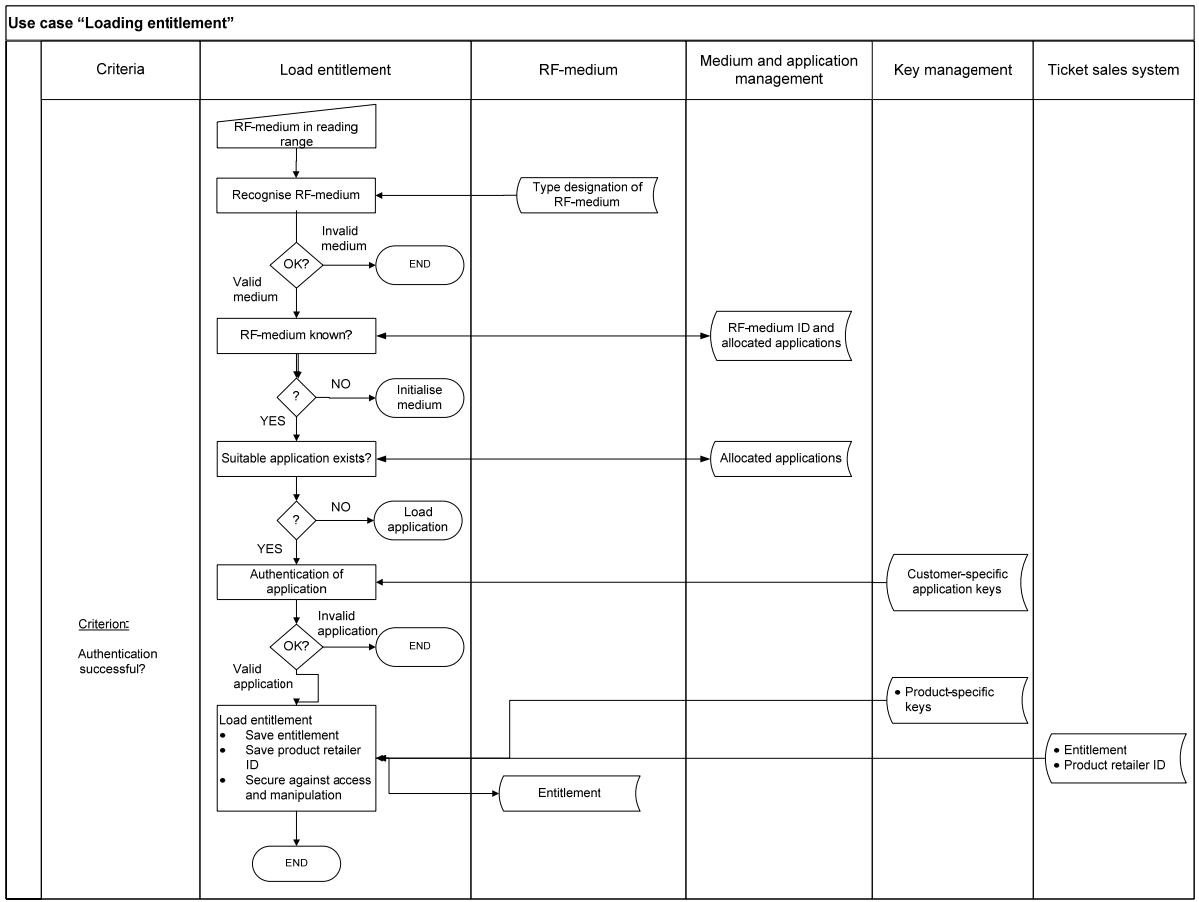 Use case “Loading entitlement”
Criteria
Load entitlement
RF-medium
Medium and application
management
Key management
Ticket sales system
RF-medium in reading
range
Recognise RF-medium
Type designation of
RF-medium
Invalid
medium
OK?
END
Valid
medium
RF-medium known?
RF-medium ID and
allocated applications
?
NO
Initialise
medium
YES
Suitable application exists?
Allocated applications
?
NO
Load
application
YES
Authentication of
application
Customer-specific
application keys
Criterion:
Authentication
successful?
Invalid
application
OK?
END
Valid
application
• Product-specific
keys
Load entitlement
• Save entitlement
• Save product retailer
ID
• Secure against access
and manipulation
• Entitlement
• Product retailer ID
Entitlement
END